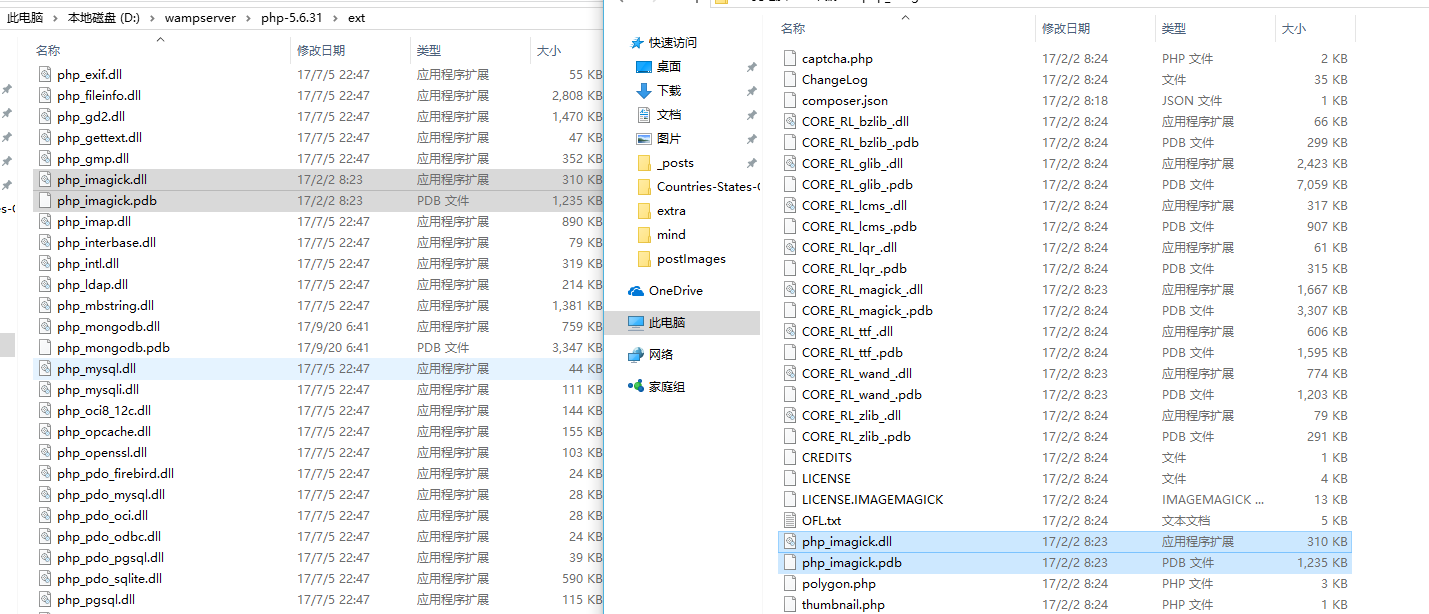 此电脑 > 本地磁盘 (D:) > wampserver > php-5.6.31 > ext
名称 修改日期 类型 大小
php_exif.dll 17/7/5 22:47 应用程序扩展 55 KB
php_fileinfo.dll 17/7/5 22:47 应用程序扩展 2,808 KB
php_gd2.dll 17/7/5 22:47 应用程序扩展 1,470 KB
php_gettext.dll 17/7/5 22:47 应用程序扩展 47 KB
php_gmp.dll 17/7/5 22:47 应用程序扩展 352 KB
php_imagick.dll 17/2/2 8:23 应用程序扩展 310 KB
php_imagick.pdb 17/2/2 8:23 PDB 文件 1,235 KB
php_imap.dll 17/7/5 22:47 应用程序扩展 890 KB
php_interbase.dll 17/7/5 22:47 应用程序扩展 79 KB
php_intl.dll 17/7/5 22:47 应用程序扩展 319 KB
php_ldap.dll 17/7/5 22:47 应用程序扩展 214 KB
php_mbstring.dll 17/7/5 22:47 应用程序扩展 1,381 KB
php_mongodb.dll 17/9/20 6:41 应用程序扩展 759 KB
php_mongodb.pdb 17/9/20 6:41 PDB 文件 3,347 KB
php_mysql.dll 17/7/5 22:47 应用程序扩展 44 KB
php_mysqli.dll 17/7/5 22:47 应用程序扩展 111 KB
php_oci8_12c.dll 17/7/5 22:47 应用程序扩展 144 KB
php_opcache.dll 17/7/5 22:47 应用程序扩展 155 KB
php_openssl.dll 17/7/5 22:47 应用程序扩展 103 KB
php_pdo_firebird.dll 17/7/5 22:47 应用程序扩展 24 KB
php_pdo_mysql.dll 17/7/5 22:47 应用程序扩展 28 KB
php_pdo_oci.dll 17/7/5 22:47 应用程序扩展 28 KB
php_pdo_odbc.dll 17/7/5 22:47 应用程序扩展 24 KB
php_pdo_pgsql.dll 17/7/5 22:47 应用程序扩展 39 KB
php_pdo_sqlite.dll 17/7/5 22:47 应用程序扩展 590 KB
php_pgsql.dll 17/7/5 22:47 应用程序扩展 115 KB
快速访问
桌面
下载
文档
图片
_posts
Countries-States-
extra
mind
postImages
OneDrive
此电脑
网络
家庭组
名称 修改日期 类型 大小
captcha.php 17/2/2 8:24 PHP 文件 2 KB
ChangeLog 17/2/2 8:24 文件 35 KB
composer.json 17/2/2 8:18 JSON 文件 1 KB
CORE_RL_bzlib_.dll 17/2/2 8:24 应用程序扩展 66 KB
CORE_RL_bzlib_.pdb 17/2/2 8:24 PDB 文件 299 KB
CORE_RL_glib_.dll 17/2/2 8:24 应用程序扩展 2,423 KB
CORE_RL_glib_.pdb 17/2/2 8:24 PDB 文件 7,059 KB
CORE_RL_lcms_.dll 17/2/2 8:24 应用程序扩展 317 KB
CORE_RL_lcms_.pdb 17/2/2 8:24 PDB 文件 907 KB
CORE_RL_lqr_.dll 17/2/2 8:24 应用程序扩展 61 KB
CORE_RL_lqr_.pdb 17/2/2 8:24 PDB 文件 315 KB
CORE_RL_magick_.dll 17/2/2 8:23 应用程序扩展 1,667 KB
CORE_RL_magick_.pdb 17/2/2 8:23 PDB 文件 3,307 KB
CORE_RL_ttf_.dll 17/2/2 8:24 应用程序扩展 606 KB
CORE_RL_ttf_.pdb 17/2/2 8:24 PDB 文件 1,595 KB
CORE_RL_wand_.dll 17/2/2 8:23 应用程序扩展 774 KB
CORE_RL_wand_.pdb 17/2/2 8:23 PDB 文件 1,203 KB
CORE_RL_zlib_.dll 17/2/2 8:24 应用程序扩展 79 KB
CORE_RL_zlib_.pdb 17/2/2 8:24 PDB 文件 291 KB
CREDITS 17/2/2 8:24 文件 1 KB
LICENSE 17/2/2 8:24 文件 4 KB
LICENSE.IMAGEMAGICK 17/2/2 8:24 IMAGEMAGICK ... 13 KB
OFL.txt 17/2/2 8:24 文本文档 5 KB
php_imagick.dll 17/2/2 8:23 应用程序扩展 310 KB
php_imagick.pdb 17/2/2 8:23 PDB 文件 1,235 KB
polygon.php 17/2/2 8:24 PHP 文件 3 KB
thumbnail.php 17/2/2 8:24 PHP 文件 1 KB